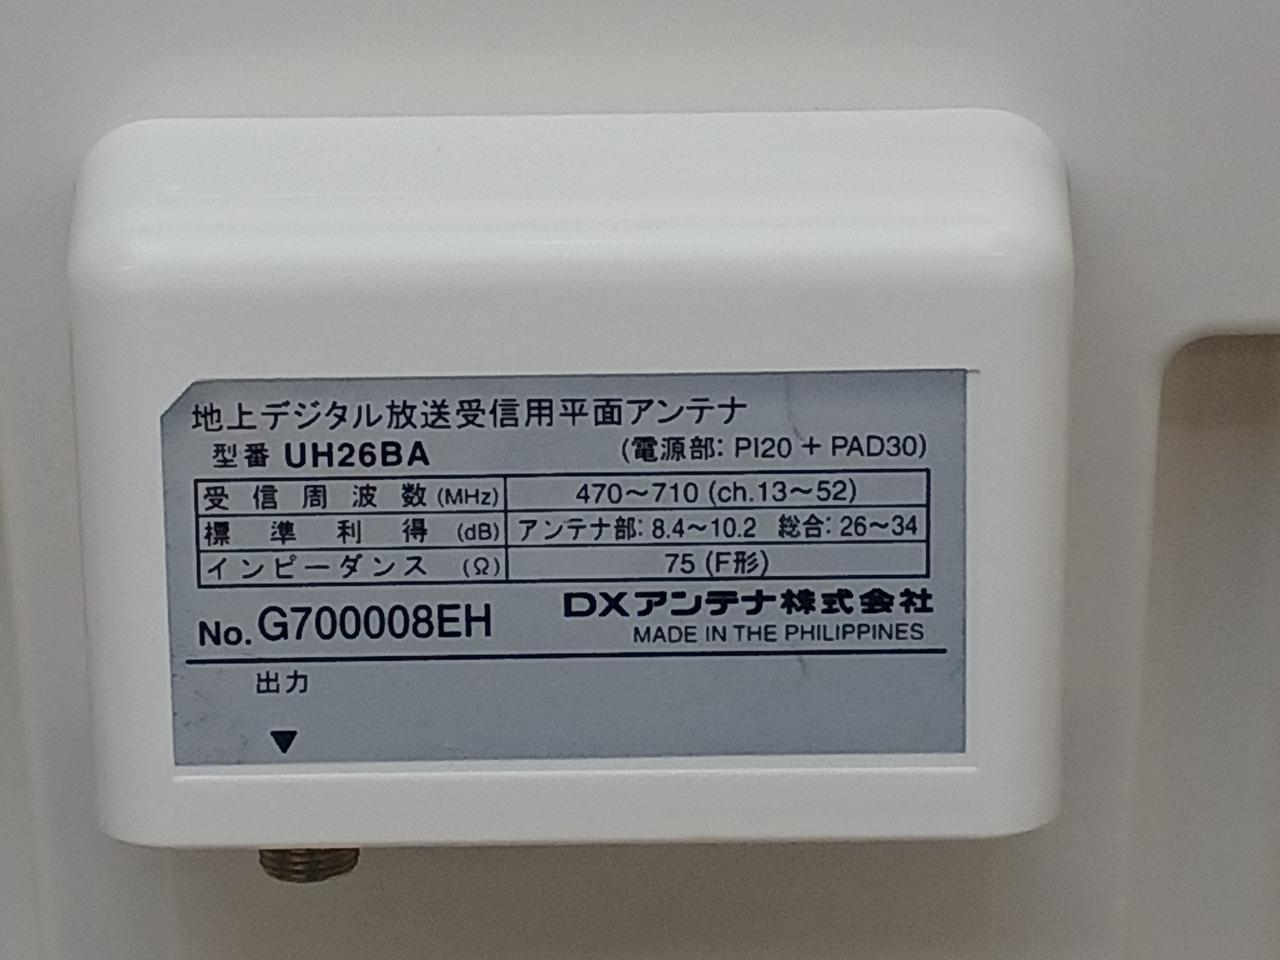 地上デジタル放送受信用平面アンテナ
型番 UH26BA (電源部: PI20 + PAD30)
受信周波数 (MHz) 470～710 (ch.13～52)
標準利得 (dB) アンテナ部: 8.4～10.2 総合: 26～34
インピーダンス (Ω) 75 (F形)
No. G700008EH DXアンテナ株式会社
MADE IN THE PHILIPPINES
出力
▼